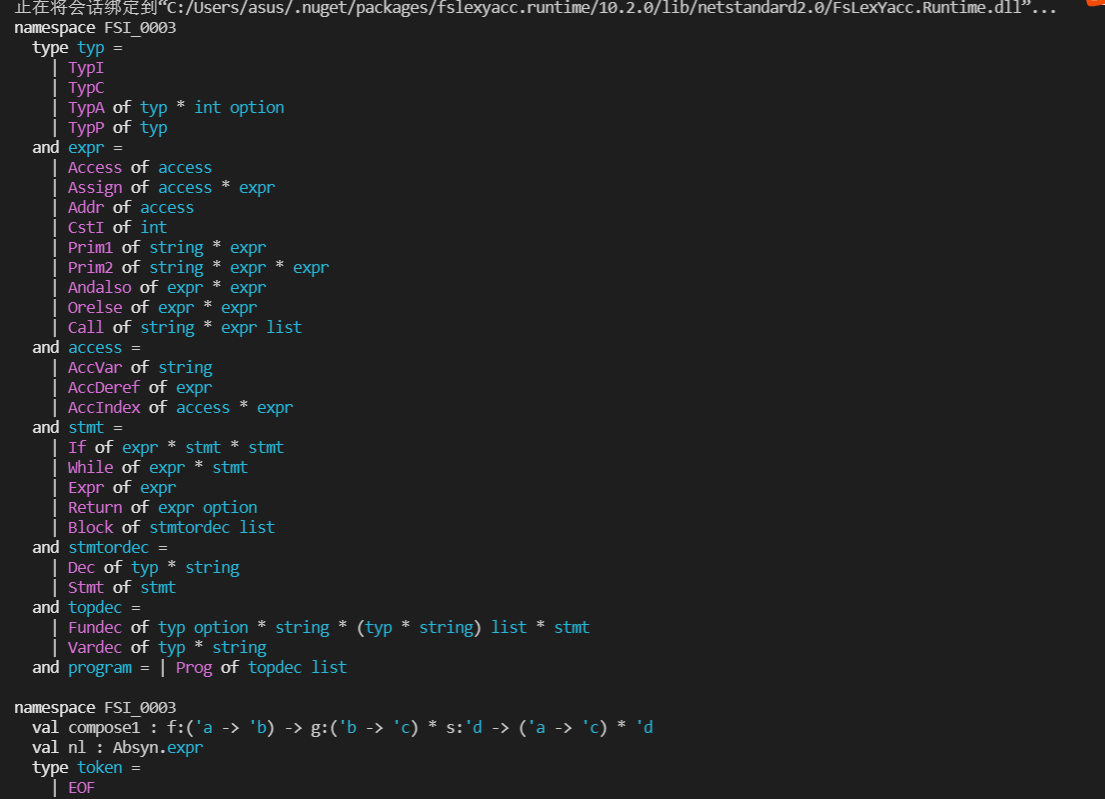 正在将会话绑定到“C:/Users/asus/.nuget/packages/fslexyacc.runtime/10.2.0/lib/netstandard2.0/FsLexYacc.Runtime.dll”...
namespace FSI_0003
  type typ =
    | TypI
    | TypC
    | TypA of typ * int option
    | TypP of typ
  and expr =
    | Access of access
    | Assign of access * expr
    | Addr of access
    | CstI of int
    | Prim1 of string * expr
    | Prim2 of string * expr * expr
    | Andalso of expr * expr
    | Orelse of expr * expr
    | Call of string * expr list
  and access =
    | AccVar of string
    | AccDeref of expr
    | AccIndex of access * expr
  and stmt =
    | If of expr * stmt * stmt
    | While of expr * stmt
    | Expr of expr
    | Return of expr option
    | Block of stmtordec list
  and stmtordec =
    | Dec of typ * string
    | Stmt of stmt
  and topdec =
    | Fundec of typ option * string * (typ * string) list * stmt
    | Vardec of typ * string
  and program = | Prog of topdec list

namespace FSI_0003
  val compose1 : f:('a -> 'b) -> g:('b -> 'c) * s:'d -> ('a -> 'c) * 'd
  val nl : Absyn.expr
  type token =
    | EOF